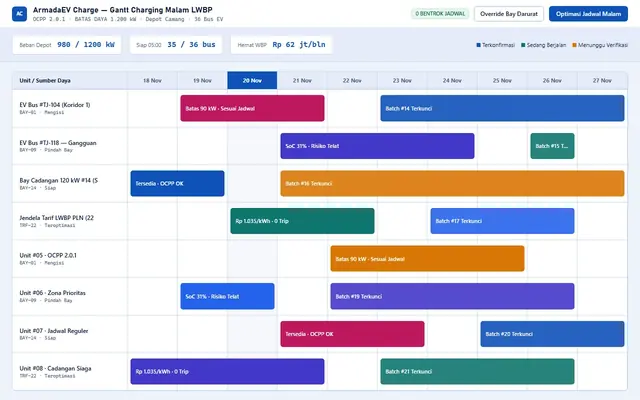 AC
ArmadaEV Charge — Gantt Charging Malam LWBP
OCPP 2.0.1 · BATAS DAYA 1.200 kW · Depot Cawang · 36 Bus EV
0 BENTROK JADWAL
Override Bay Darurat
Optimasi Jadwal Malam
Beban Depot 980 / 1200 kW
Siap 05:00 35 / 36 bus
Hemat WBP Rp 62 jt/bln
Terkonfirmasi
Sedang Berjalan
Menunggu Verifikasi
Unit / Sumber Daya 18 Nov 19 Nov 20 Nov 21 Nov 22 Nov 23 Nov 24 Nov 25 Nov 26 Nov 27 Nov
EV Bus #TJ-104 (Koridor 1)
BAY-01 · Mengisi
Batas 90 kW · Sesuai Jadwal
Batch #14 Terkunci
EV Bus #TJ-118 — Gangguan
BAY-09 · Pindah Bay
SoC 31% · Risiko Telat
Batch #15 T...
Bay Cadangan 120 kW #14 (S
BAY-14 · Siap
Tersedia · OCPP OK
Batch #16 Terkunci
Jendela Tarif LWBP PLN (22
TRF-22 · Teroptimasi
Rp 1.035/kWh · 0 Trip
Batch #17 Terkunci
Unit #05 · OCPP 2.0.1
BAY-01 · Mengisi
Batas 90 kW · Sesuai Jadwal
Unit #06 · Zona Prioritas
BAY-09 · Pindah Bay
SoC 31% · Risiko Telat
Batch #19 Terkunci
Unit #07 · Jadwal Reguler
BAY-14 · Siap
Tersedia · OCPP OK
Batch #20 Terkunci
Unit #08 · Cadangan Siaga
TRF-22 · Teroptimasi
Rp 1.035/kWh · 0 Trip
Batch #21 Terkunci